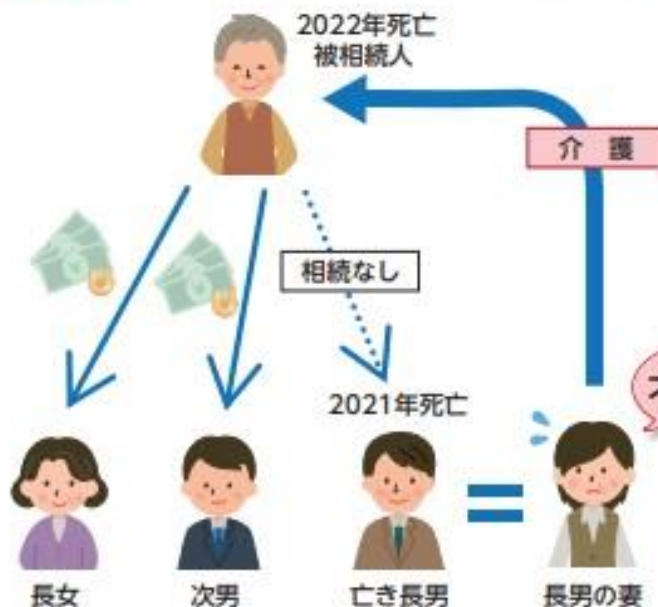 2022年死亡
被相続人
介 護
相続なし
2021年死亡
長女
次男
亡き長男
長男の妻